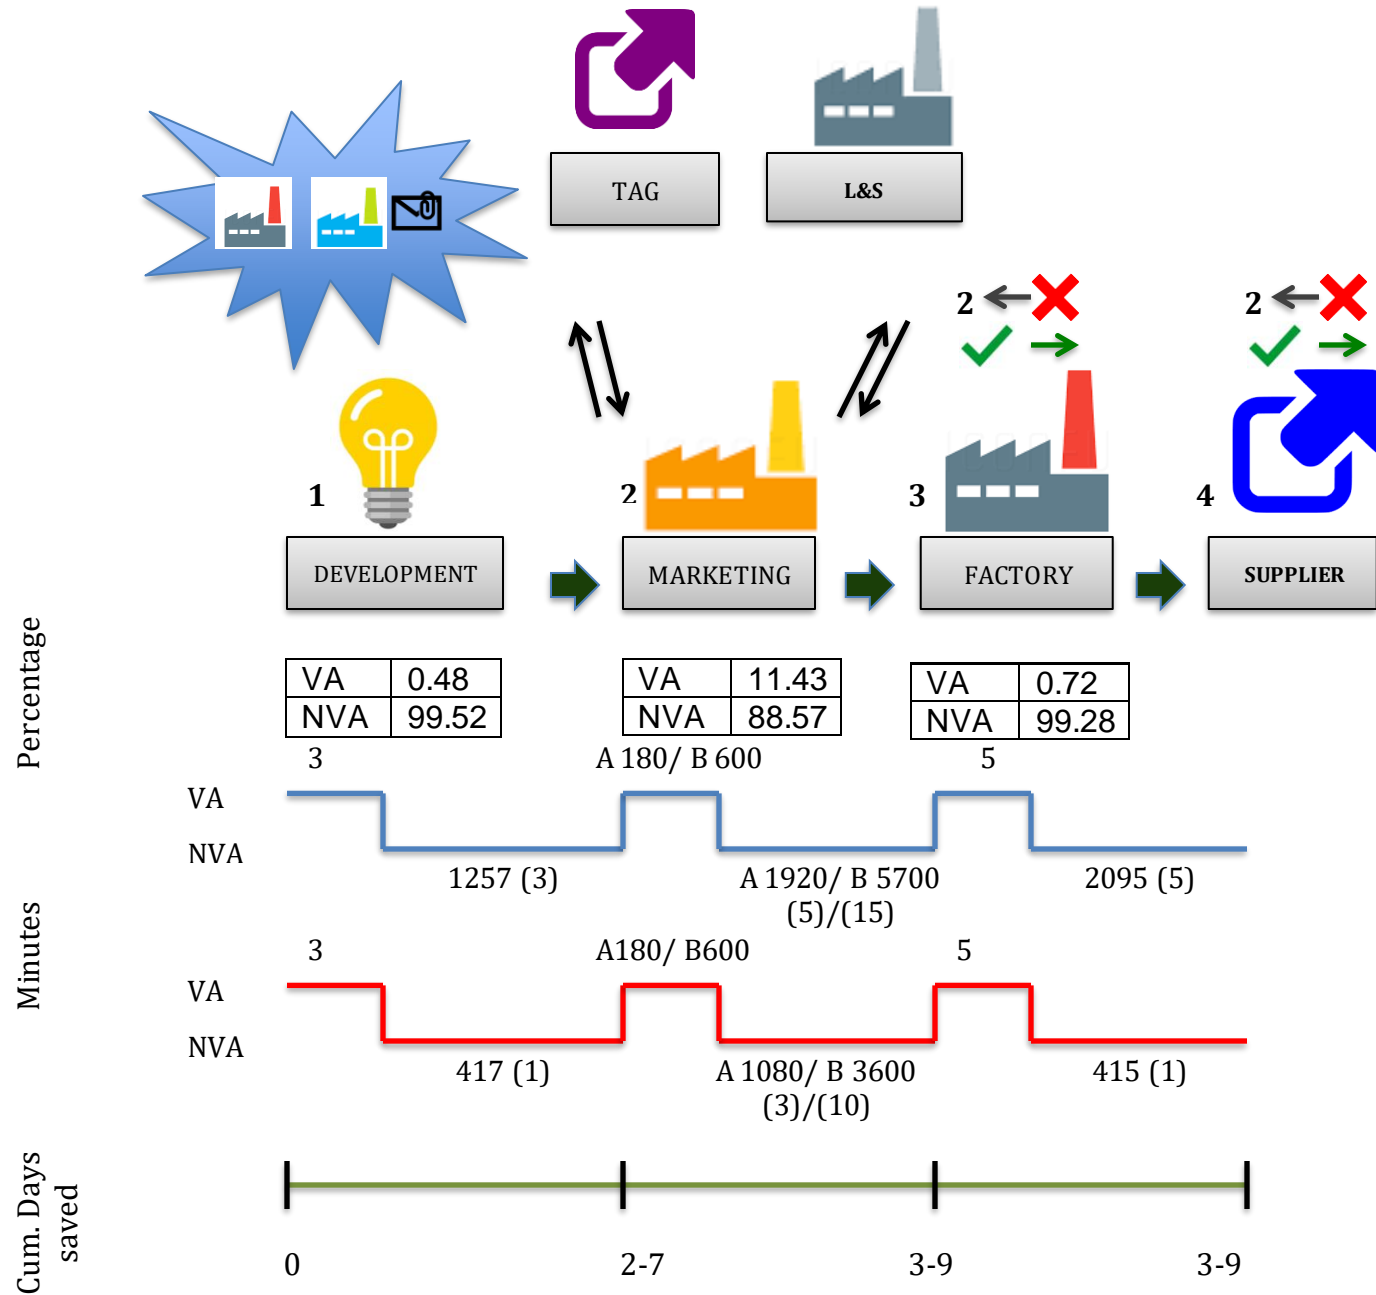 TAG
L&S
2
2
1
2
3
4
DEVELOPMENT
MARKETING
FACTORY
SUPPLIER
Percentage
VA 0.48
NVA 99.52
VA 11.43
NVA 88.57
VA 0.72
NVA 99.28
3
A 180/ B 600
5
VA
NVA
1257 (3)
A 1920/ B 5700
(5)/(15)
2095 (5)
Minutes
3
A180/ B600
5
VA
NVA
417 (1)
A 1080/ B 3600
(3)/(10)
415 (1)
Cum. Days
saved
0
2-7
3-9
3-9